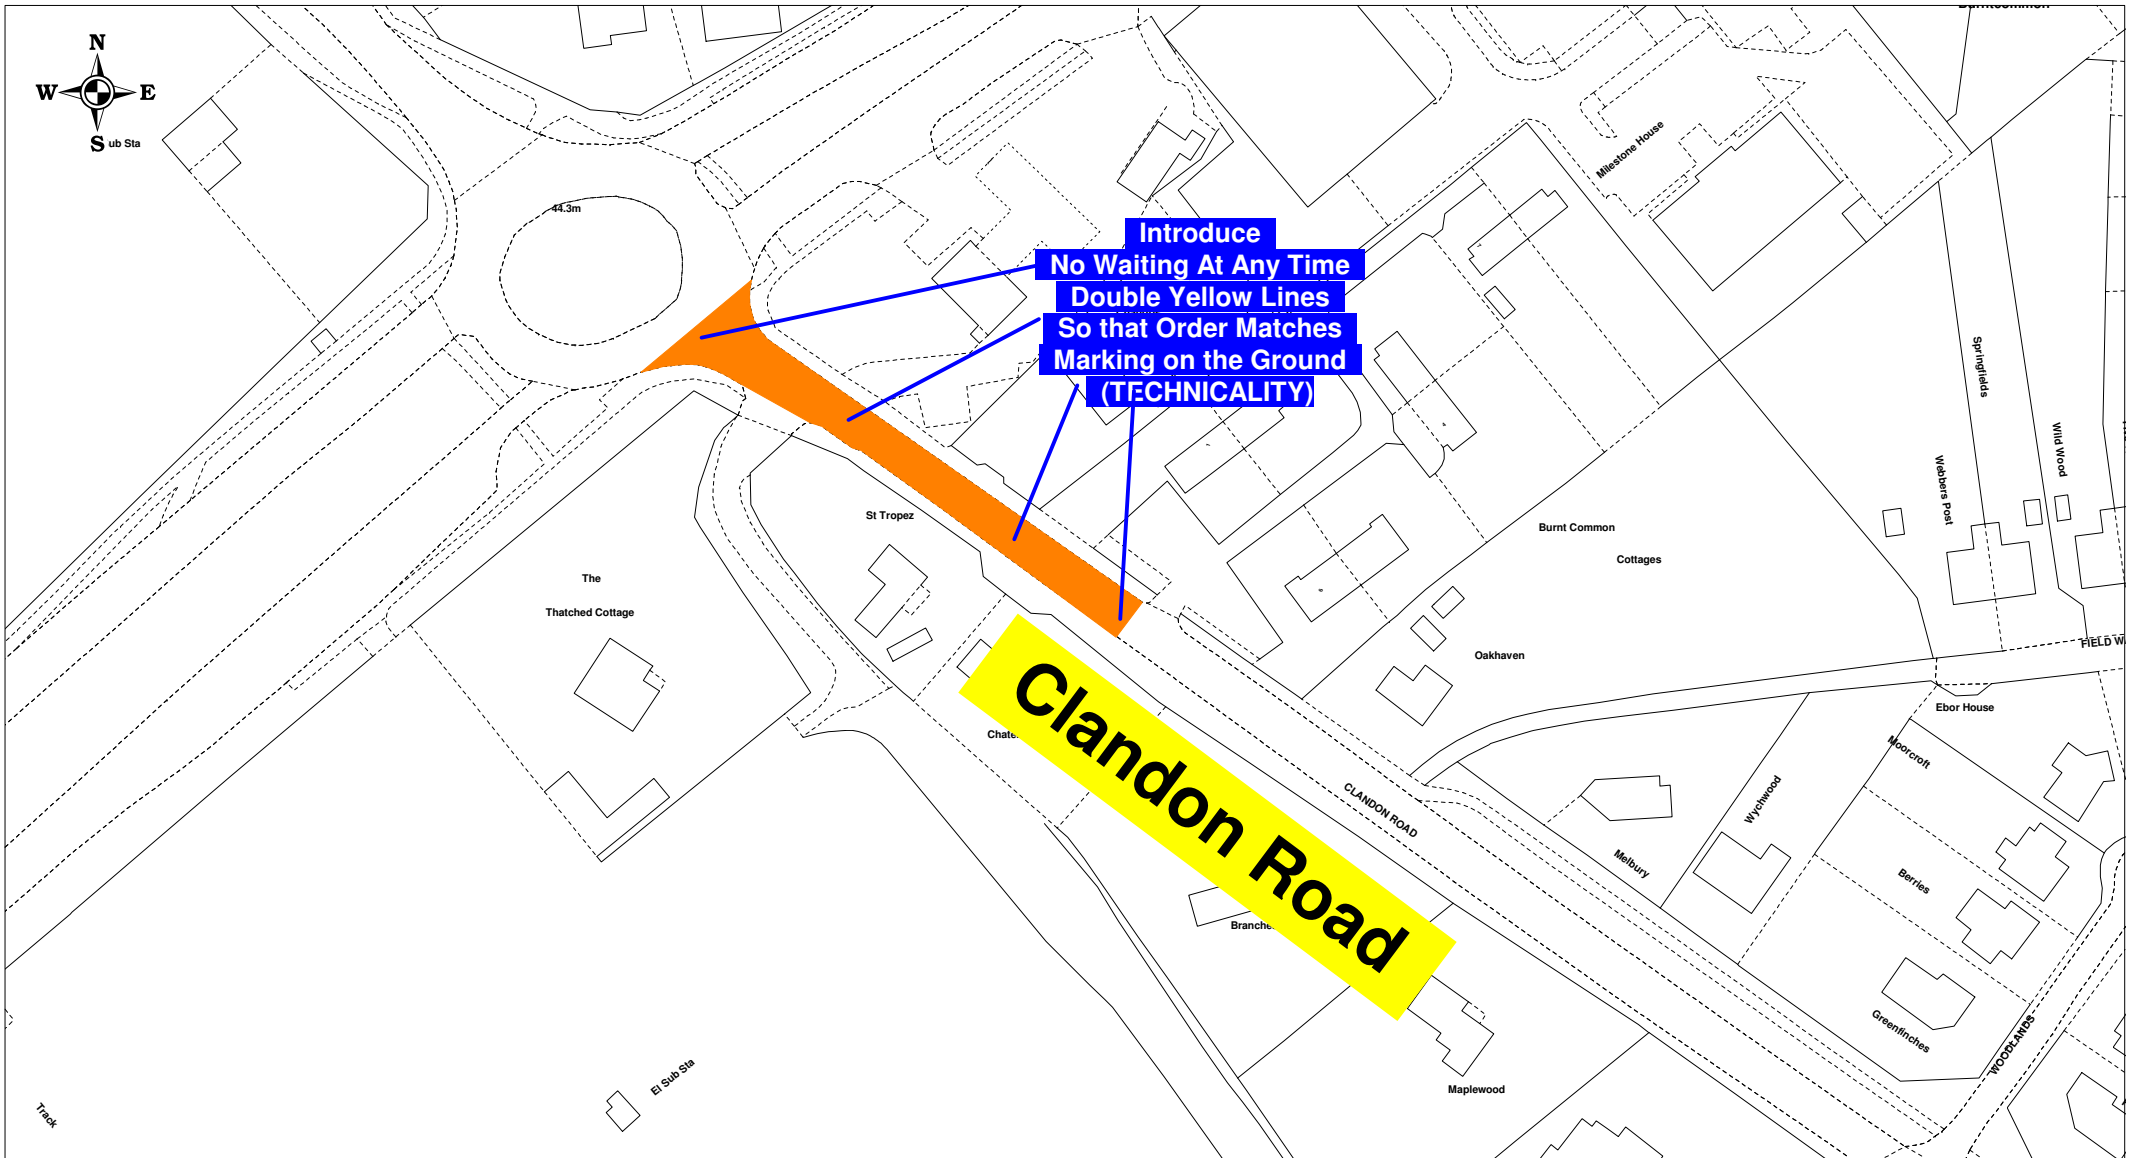 N
W E
S
ub Sta
44.3m
Milestone House
Introduce
No Waiting At Any Time
Double Yellow Lines
So that Order Matches
Marking on the Ground
(TECHNICALITY)
Springfields
Wild Wood
Webbers Post
St Tropez
Burnt Common
Cottages
The
Thatched Cottage
Oakhaven
FIELD W
Ebor House
Moorcroft
Clandon Road
CLANDON ROAD
Wychwood
Melbury
Berries
Greenfinches
WOODLANDS
Maplewood
El Sub Sta
Track